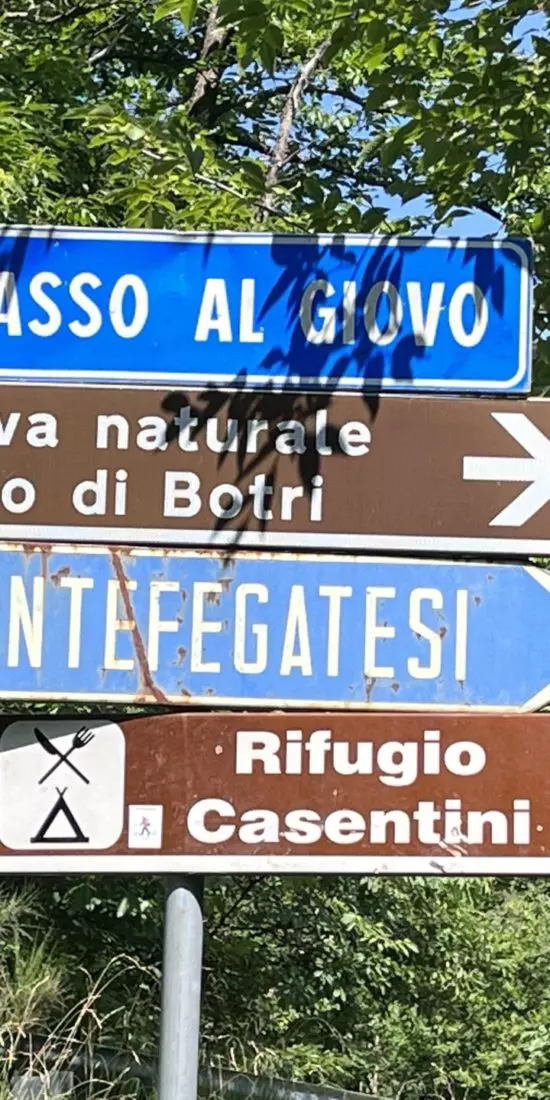 ASSO AL GIOVO
va naturale
o di Botri
NTEFEGATESI
Rifugio
Casentini